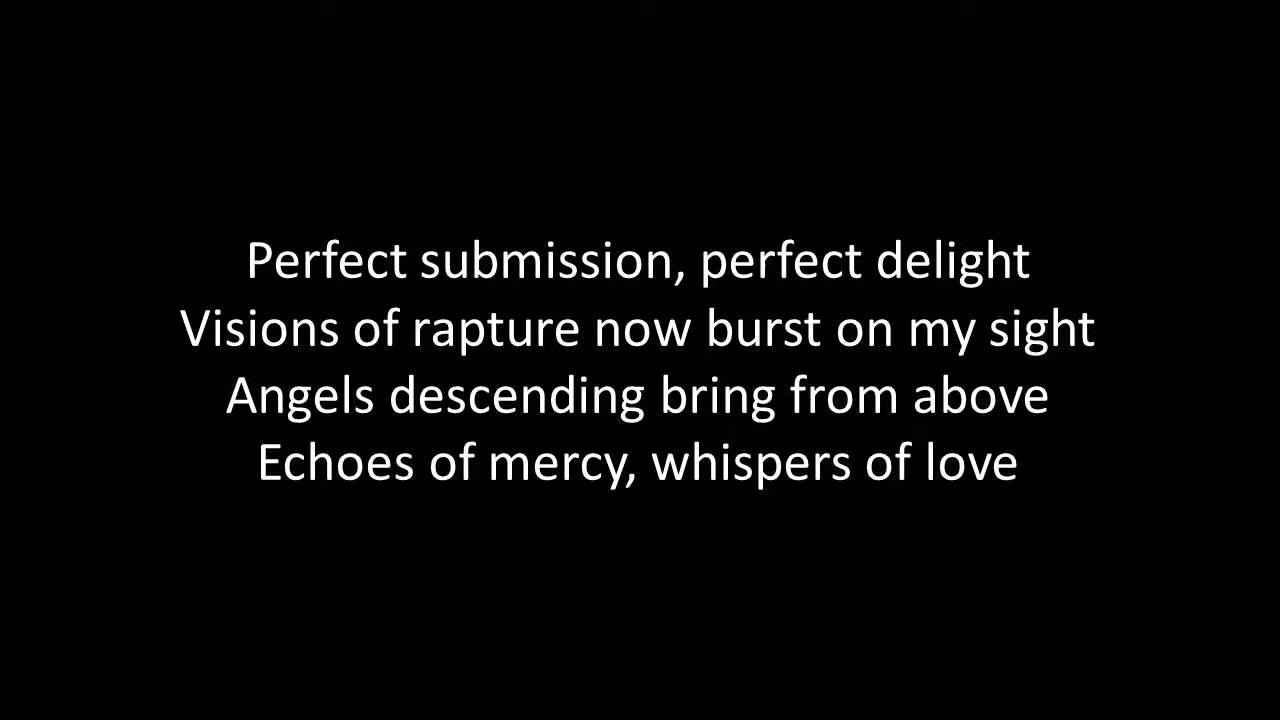 Perfect submission, perfect delight
Visions of rapture now burst on my sight
Angels descending bring from above
Echoes of mercy, whispers of love